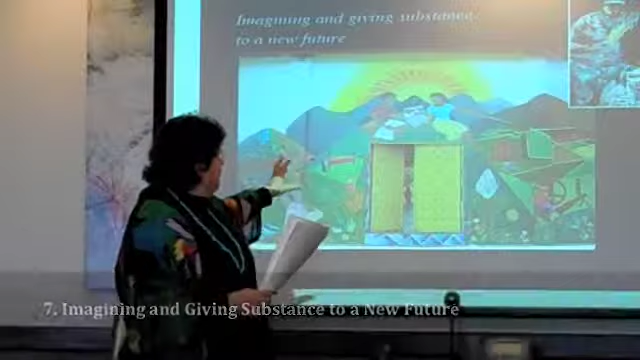 Imagining and giving substance
to a new future
7. Imagining and Giving Substance to a New Future